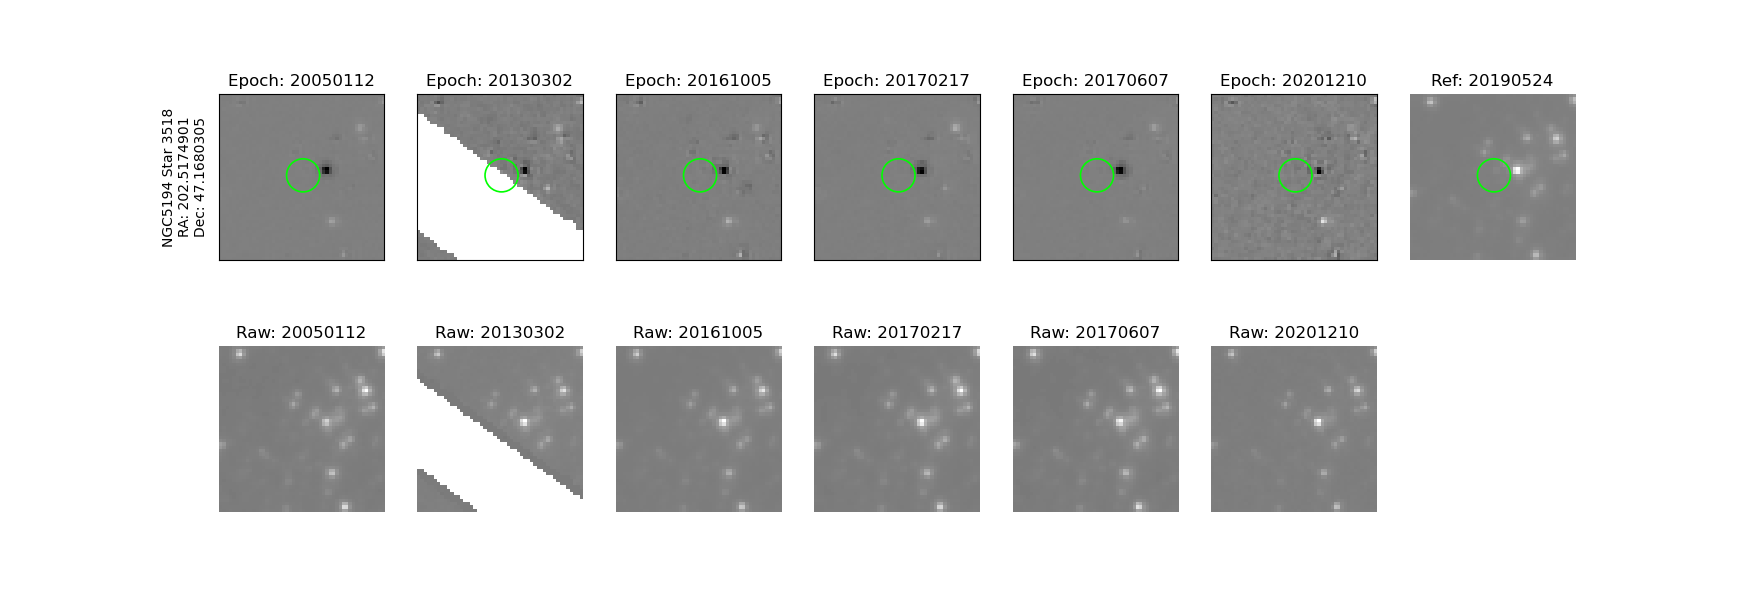 NGC5194 Star 3518
RA: 202.5174901
Dec: 47.1680305
Epoch: 20050112
Epoch: 20130302
Epoch: 20161005
Epoch: 20170217
Epoch: 20170607
Epoch: 20201210
Ref: 20190524
Raw: 20050112
Raw: 20130302
Raw: 20161005
Raw: 20170217
Raw: 20170607
Raw: 20201210